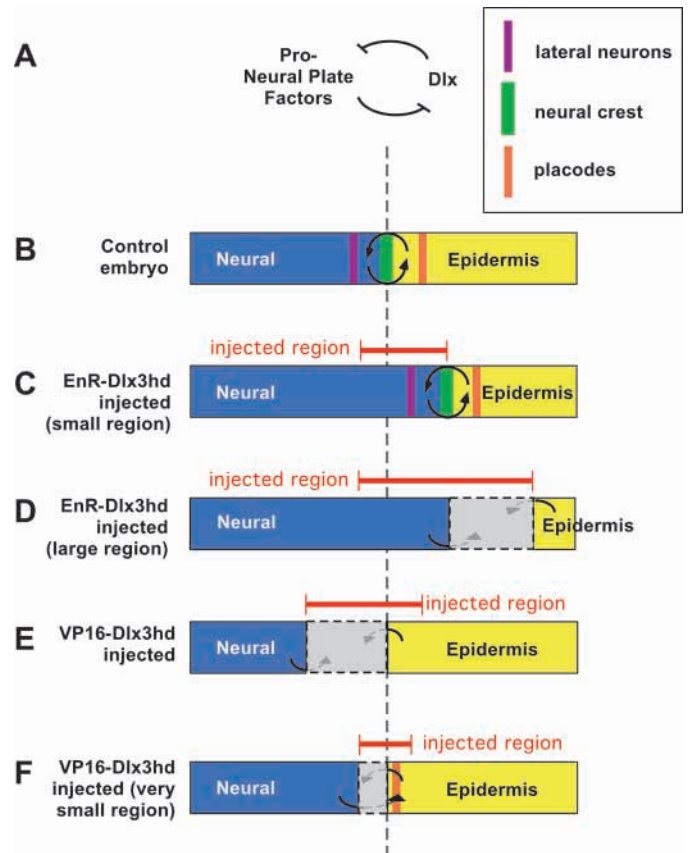 A
Pro-
Neural Plate
Factors
Dlx
lateral neurons
neural crest
placodes
B
Control
embryo
Neural
Epidermis
injected region
C
EnR-Dlx3hd
injected
(small region)
Neural
Epidermis
injected region
D
EnR-Dlx3hd
injected
(large region)
Neural
Epidermis
injected region
E
VP16-Dlx3hd
injected
Neural
Epidermis
injected region
F
VP16-Dlx3hd
injected (very
small region)
Neural
Epidermis